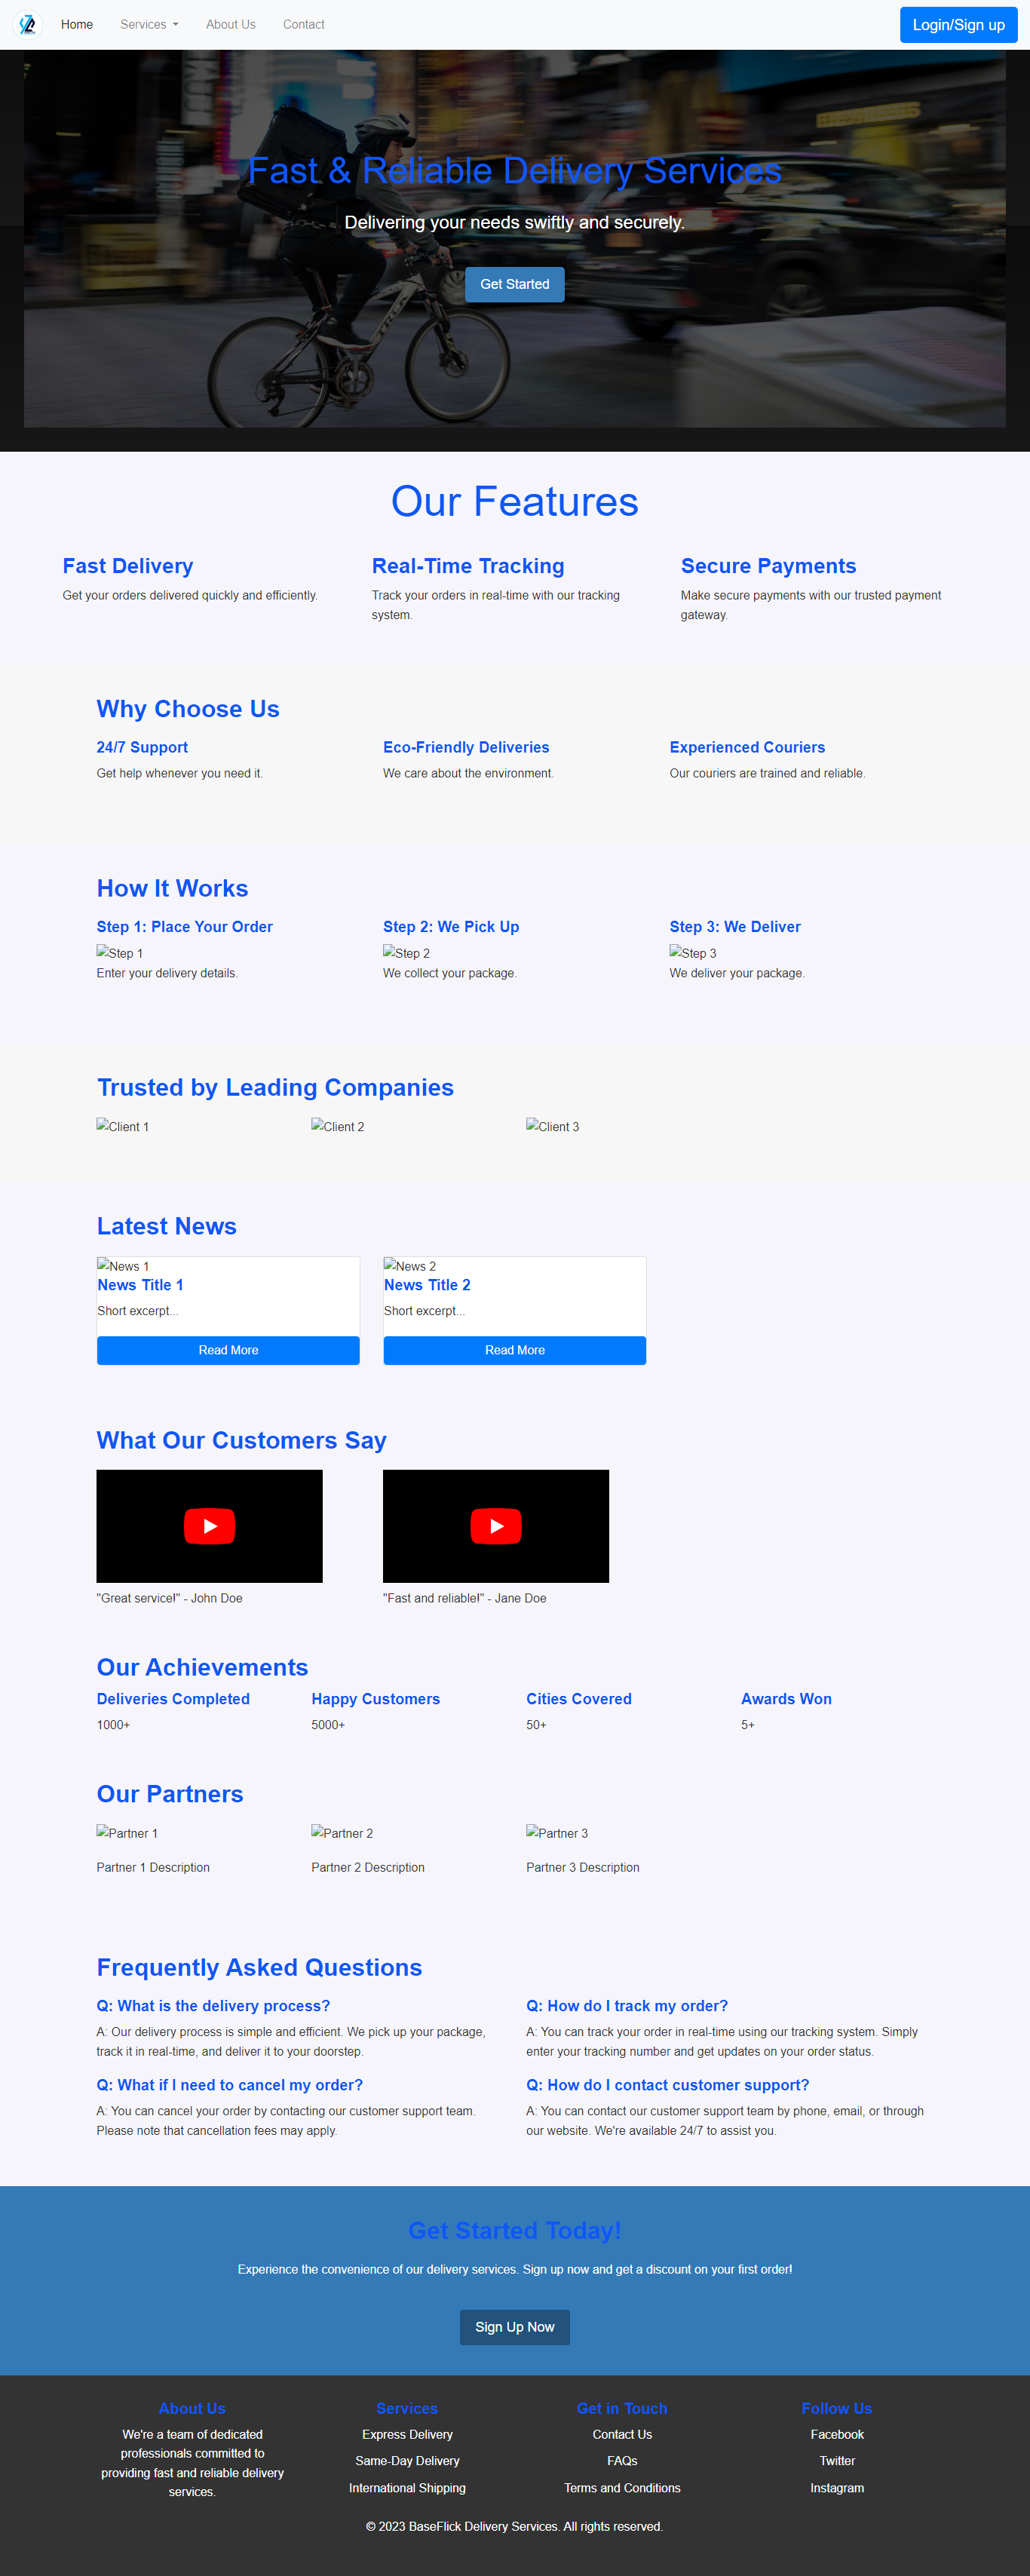 Home Services About Us Contact Login/Sign up
Fast & Reliable Delivery Services
Delivering your needs swiftly and securely.
Get Started
Our Features
Fast Delivery
Get your orders delivered quickly and efficiently.
Real-Time Tracking
Track your orders in real-time with our tracking
system.
Secure Payments
Make secure payments with our trusted payment
gateway.
Why Choose Us
24/7 Support
Get help whenever you need it.
Eco-Friendly Deliveries
We care about the environment.
Experienced Couriers
Our couriers are trained and reliable.
How It Works
Step 1: Place Your Order
Step 1
Enter your delivery details.
Step 2: We Pick Up
Step 2
We collect your package.
Step 3: We Deliver
Step 3
We deliver your package.
Trusted by Leading Companies
Client 1
Client 2
Client 3
Latest News
News 1
News Title 1
Short excerpt...
Read More
News 2
News Title 2
Short excerpt...
Read More
What Our Customers Say
"Great service!" - John Doe
"Fast and reliable!" - Jane Doe
Our Achievements
Deliveries Completed
1000+
Happy Customers
5000+
Cities Covered
50+
Awards Won
5+
Our Partners
Partner 1
Partner 1 Description
Partner 2
Partner 2 Description
Partner 3
Partner 3 Description
Frequently Asked Questions
Q: What is the delivery process?
A: Our delivery process is simple and efficient. We pick up your package,
track it in real-time, and deliver it to your doorstep.
Q: How do I track my order?
A: You can track your order in real-time using our tracking system. Simply
enter your tracking number and get updates on your order status.
Q: What if I need to cancel my order?
A: You can cancel your order by contacting our customer support team.
Please note that cancellation fees may apply.
Q: How do I contact customer support?
A: You can contact our customer support team by phone, email, or through
our website. We're available 24/7 to assist you.
Get Started Today!
Experience the convenience of our delivery services. Sign up now and get a discount on your first order!
Sign Up Now
About Us
We're a team of dedicated
professionals committed to
providing fast and reliable delivery
services.
Services
Express Delivery
Same-Day Delivery
International Shipping
Get in Touch
Contact Us
FAQs
Terms and Conditions
Follow Us
Facebook
Twitter
Instagram
© 2023 BaseFlick Delivery Services. All rights reserved.